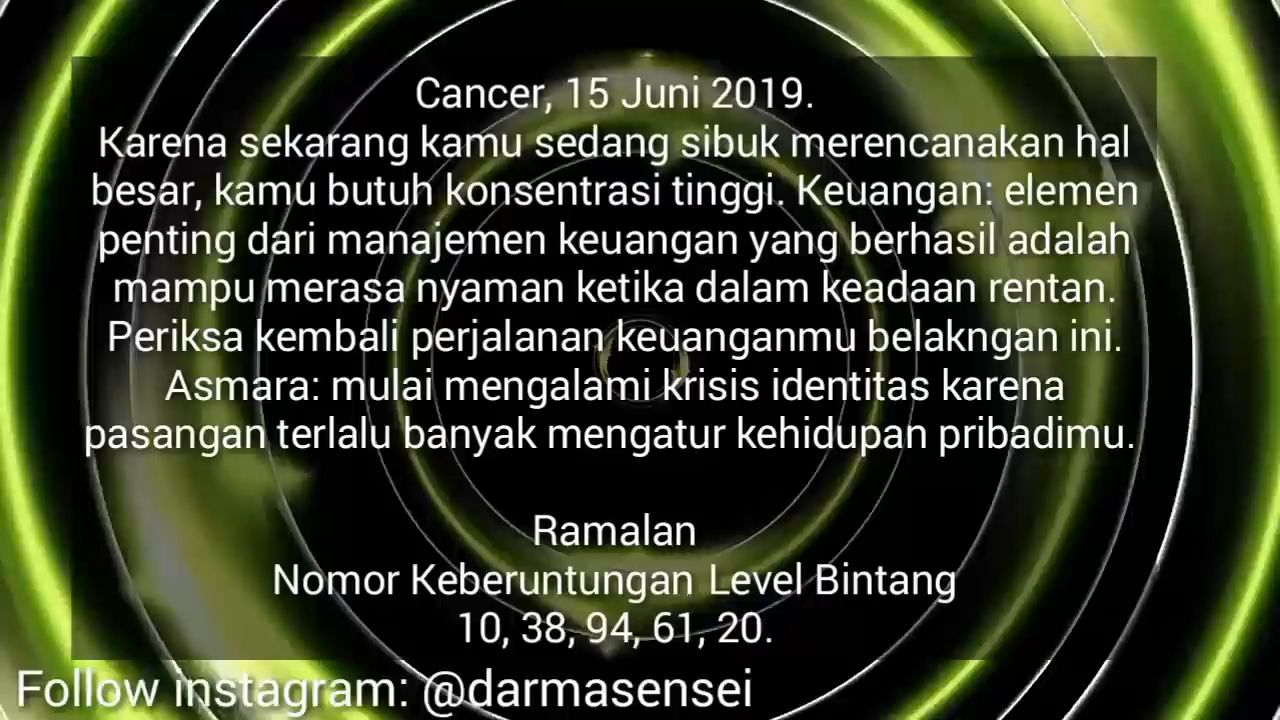 Cancer, 15 Juni 2019.
Karena sekarang kamu sedang sibuk merencanakan hal
besar, kamu butuh konsentrasi tinggi. Keuangan: elemen
penting dari manajemen keuangan yang berhasil adalah
mampu merasa nyaman ketika dalam keadaan rentan.
Periksa kembali perjalanan keuanganmu belakngan ini.
Asmara: mulai mengalami krisis identitas karena
pasangan terlalu banyak mengatur kehidupan pribadimu.
Ramalan
Nomor Keberuntungan Level Bintang
10, 38, 94, 61, 20.
Follow instagram: @darmasensei